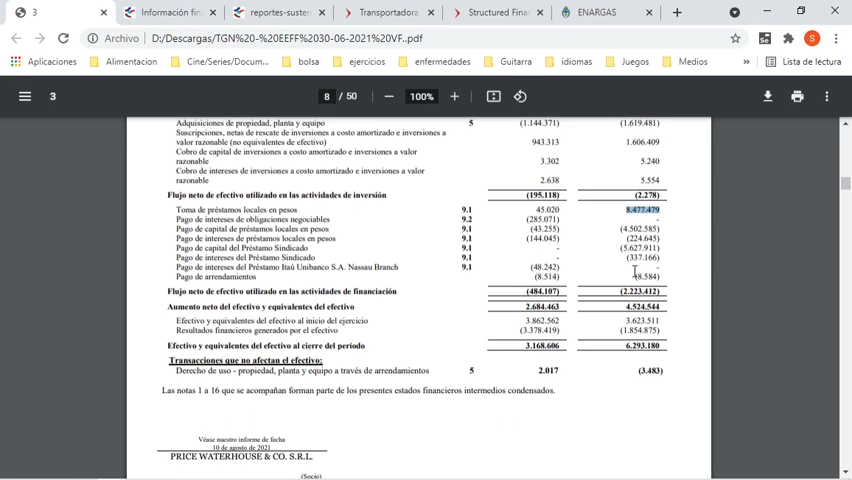 3
Información fin
reportes-susten
Transportadora
Structured Finan
ENARGAS
Archivo D:/Descargas/TGN%20-%20EEFF%2030-06-2021%20VF..pdf
Aplicaciones Alimentacion Cine/Series/Docum... bolsa ejercicios enfermedades Guitarra idiomas Juegos Medios » Lista de lectura
3 8 / 50 100%
Adquisiciones de propiedad, planta y equipo 5 (1.144.371) (1.619.481)
Suscripciones, netas de rescate de inversiones a costo amortizado e inversiones a
valor razonable (no equivalentes de efectivo) 943.313 1.606.409
Cobro de capital de inversiones a costo amortizado e inversiones a valor
razonable 3.302 5.240
Cobro de intereses de inversiones a costo amortizado e inversiones a valor
razonable 2.638 5.554
Flujo neto de efectivo utilizado en las actividades de inversión (195.118) (2.278)
Toma de préstamos locales en pesos 9.1 45.020 8.477.479
Pago de intereses de obligaciones negociables 9.2 (285.071) -
Pago de capital de préstamos locales en pesos 9.1 (43.255) (4.502.585)
Pago de intereses de préstamos locales en pesos 9.1 (144.045) (224.645)
Pago de capital del Préstamo Sindicado 9.1 - (5.627.911)
Pago de intereses del Préstamo Sindicado 9.1 - (337.166)
Pago de intereses del Préstamo Itaú Unibanco S.A. Nassau Branch 9.1 (48.242) -
Pago de arrendamientos (8.514) (8.584)
Flujo neto de efectivo utilizado en las actividades de financiación (484.107) (2.223.412)
Aumento neto del efectivo y equivalentes del efectivo 2.684.463 4.524.544
Efectivo y equivalentes del efectivo al inicio del ejercicio 3.862.562 3.623.511
Resultados financieros generados por el efectivo (3.378.419) (1.854.875)
Efectivo y equivalentes del efectivo al cierre del período 3.168.606 6.293.180
Transacciones que no afectan el efectivo:
Derecho de uso - propiedad, planta y equipo a través de arrendamientos 5 2.017 (3.483)
Las notas 1 a 16 que se acompañan forman parte de los presentes estados financieros intermedios condensados.
Véase nuestro informe de fecha
10 de agosto de 2021
PRICE WATERHOUSE & CO. S.R.L.
(Socio)